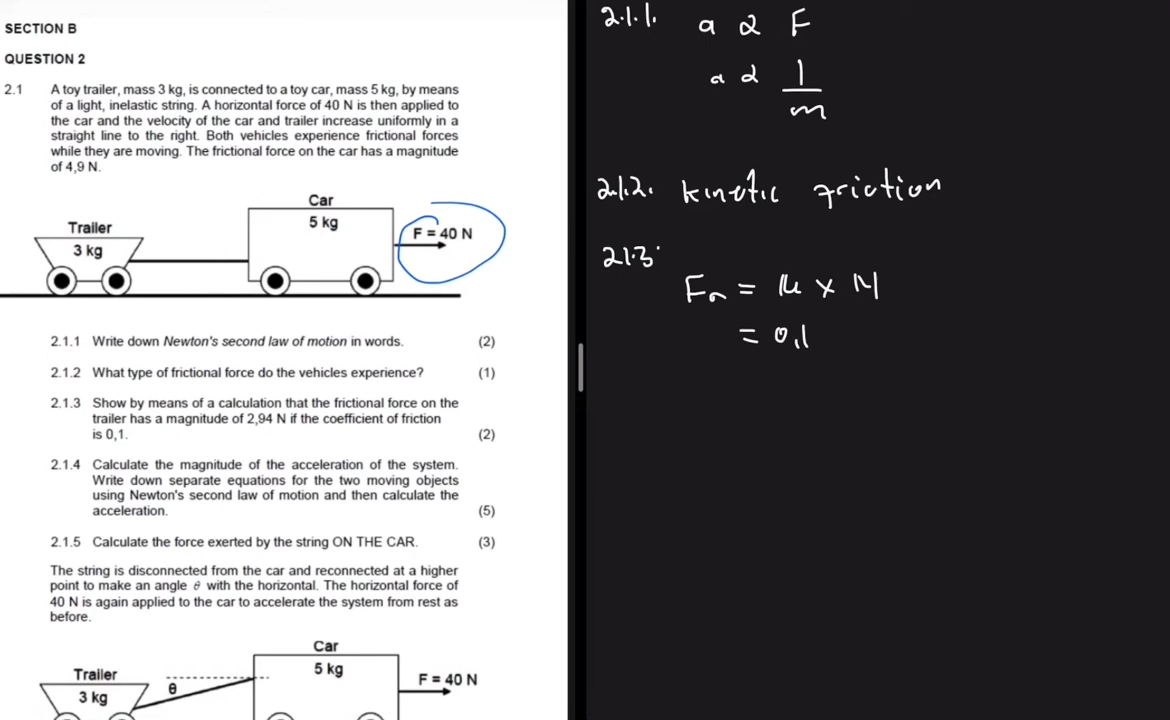 SECTION B
QUESTION 2
2.1 A toy trailer, mass 3 kg, is connected to a toy car, mass 5 kg, by means
of a light, inelastic string. A horizontal force of 40 N is then applied to
the car and the velocity of the car and trailer increase uniformly in a
straight line to the right. Both vehicles experience frictional forces
while they are moving. The frictional force on the car has a magnitude
of 4,9 N.
Car
Trailer
5 kg
F = 40 N
3 kg
2.1.1 Write down Newton's second law of motion in words. (2)
2.1.2 What type of frictional force do the vehicles experience? (1)
2.1.3 Show by means of a calculation that the frictional force on the
trailer has a magnitude of 2,94 N if the coefficient of friction
is 0,1. (2)
2.1.4 Calculate the magnitude of the acceleration of the system.
Write down separate equations for the two moving objects
using Newton's second law of motion and then calculate the
acceleration. (5)
2.1.5 Calculate the force exerted by the string ON THE CAR. (3)
The string is disconnected from the car and reconnected at a higher
point to make an angle θ with the horizontal. The horizontal force of
40 N is again applied to the car to accelerate the system from rest as
before.
Car
Trailer
5 kg
θ
F = 40 N
3 kg
2.1.1. a α F
a α 1/m
2.1.2. kinetic friction
2.1.3.
= μ × N
= 0,1